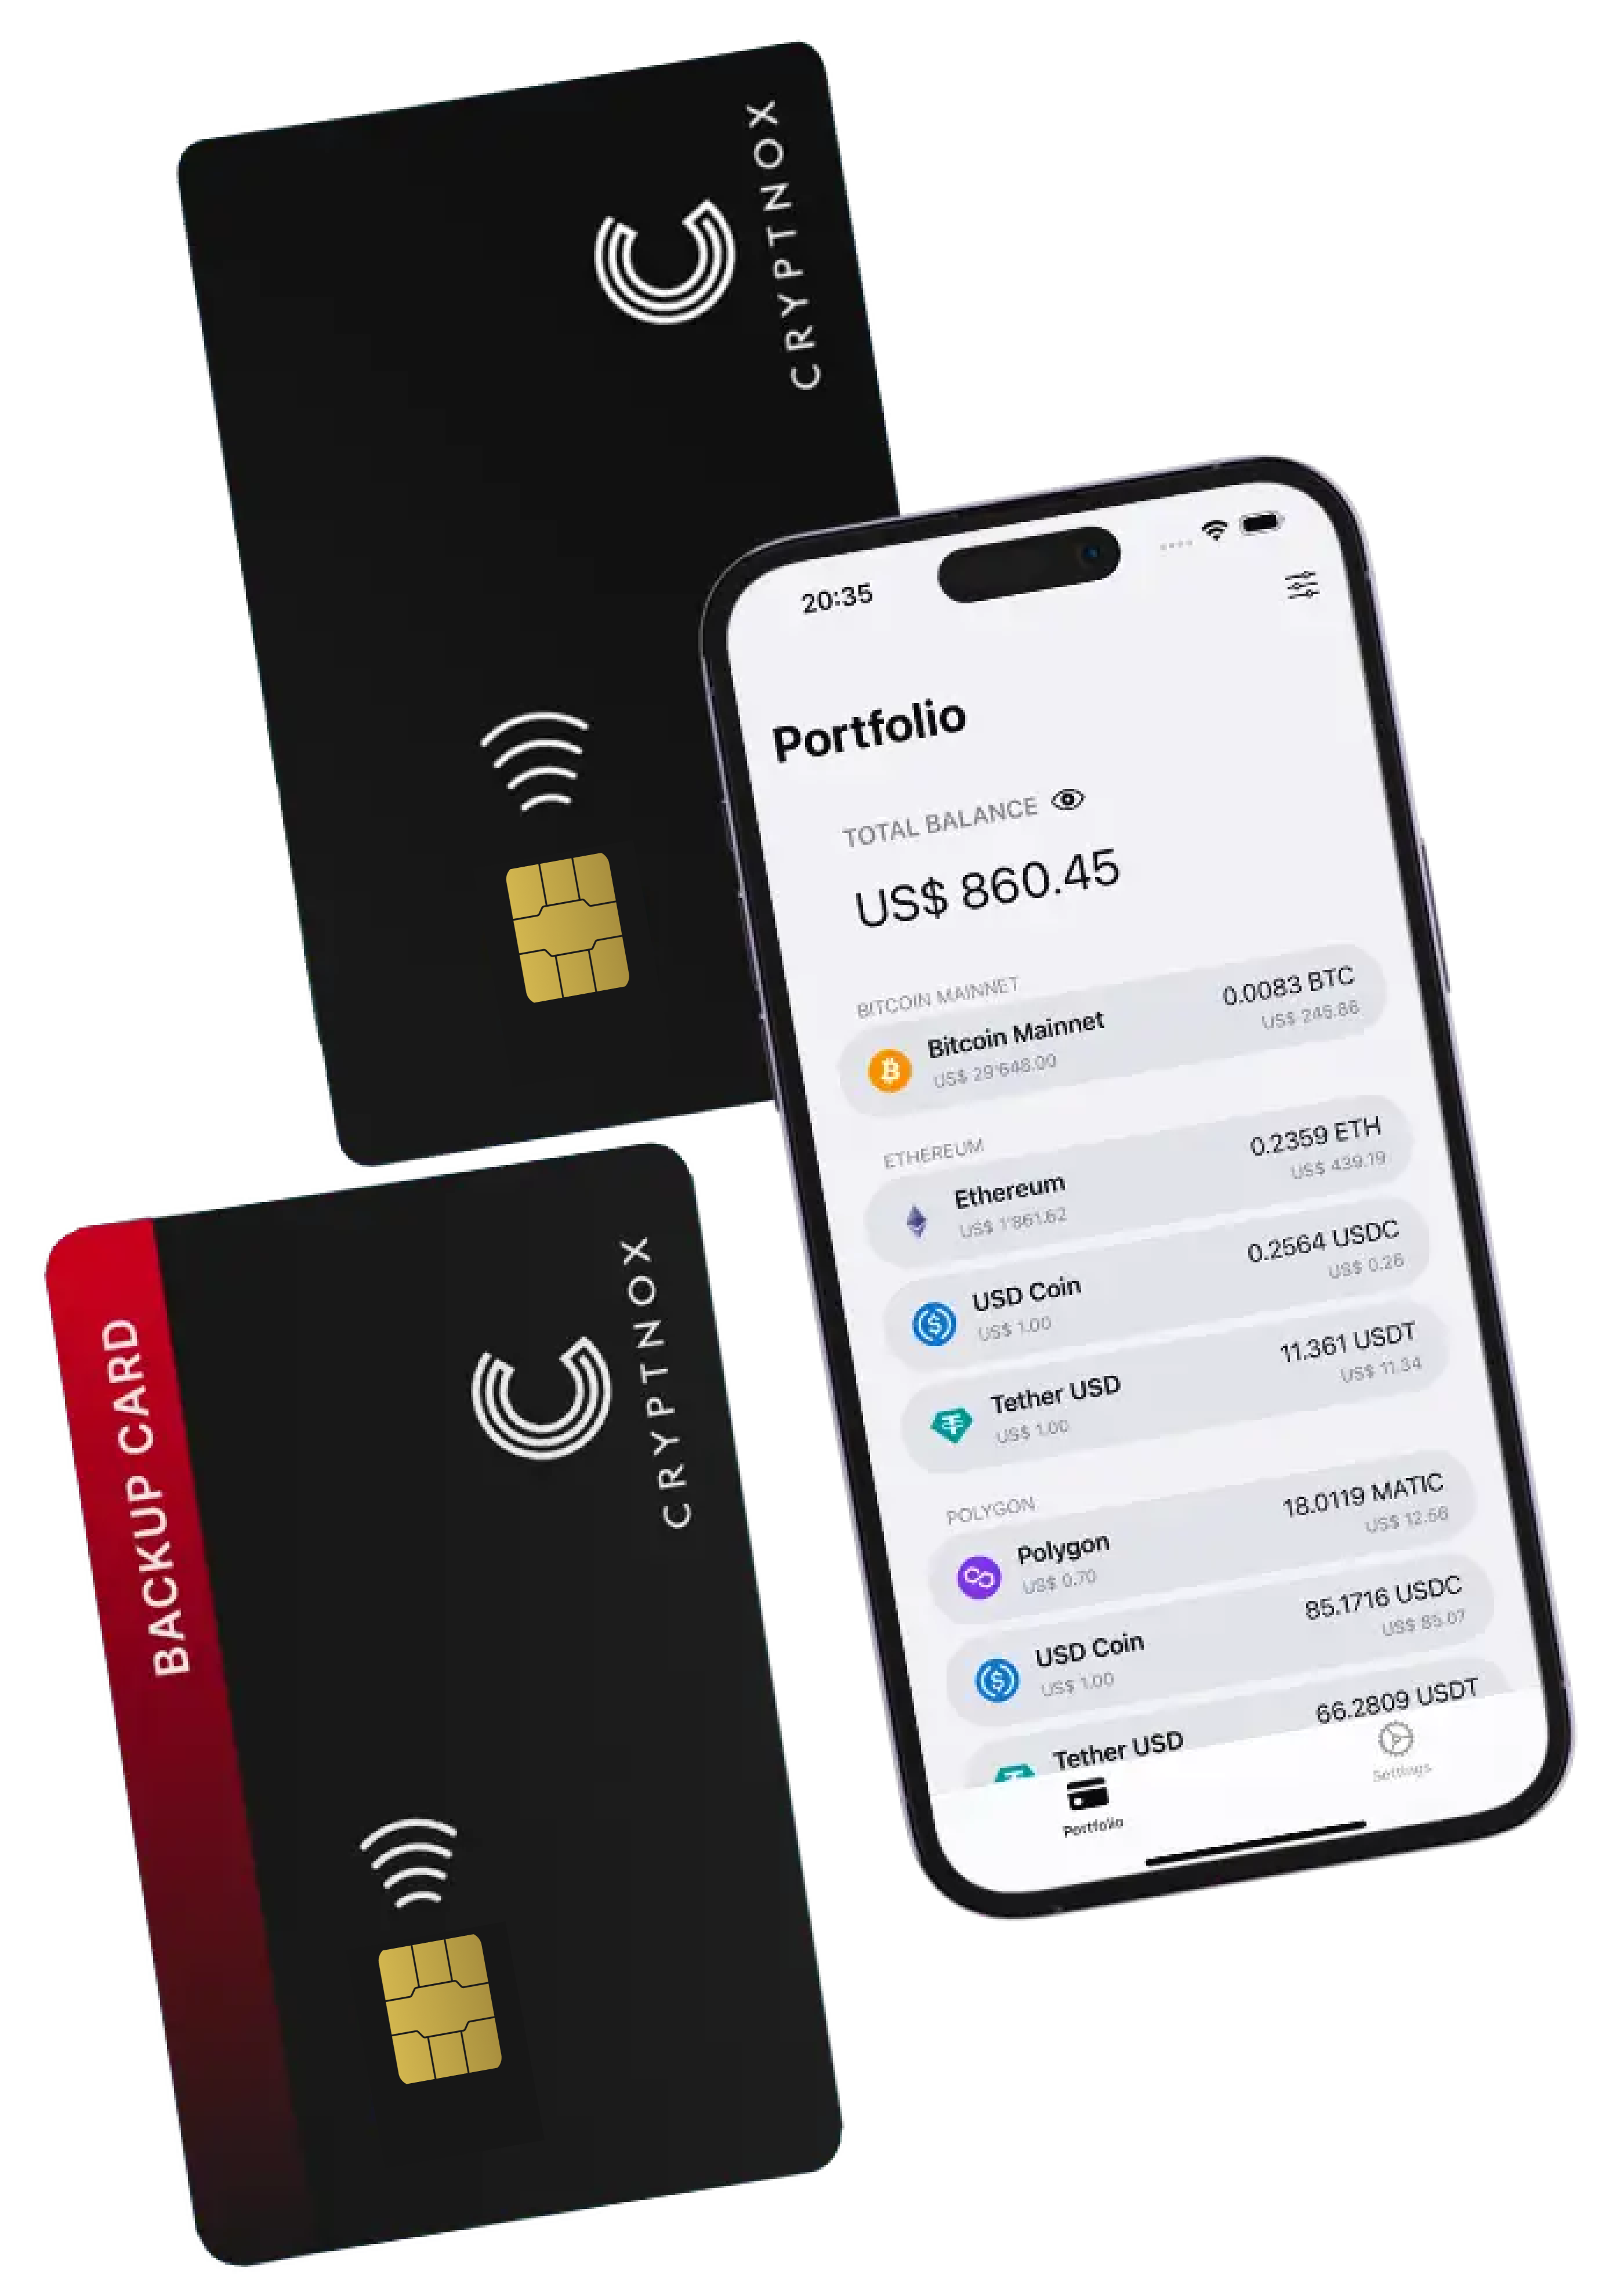 CRYPTNOX
20:35
Portfolio
TOTAL BALANCE
US$ 860.45
BITCOIN MAINNET
Bitcoin Mainnet 0.0083 BTC
US$ 29'648.00 US$ 245.86
ETHEREUM
Ethereum 0.2359 ETH
US$ 1'861.62 US$ 439.19
USD Coin 0.2564 USDC
US$ 1.00 US$ 0.26
Tether USD 11.361 USDT
US$ 1.00 US$ 11.34
POLYGON
Polygon 18.0119 MATIC
US$ 0.70 US$ 12.56
USD Coin 85.1716 USDC
US$ 1.00 US$ 85.07
Tether USD 66.2809 USDT
Portfolio Settings
BACKUP CARD
CRYPTNOX